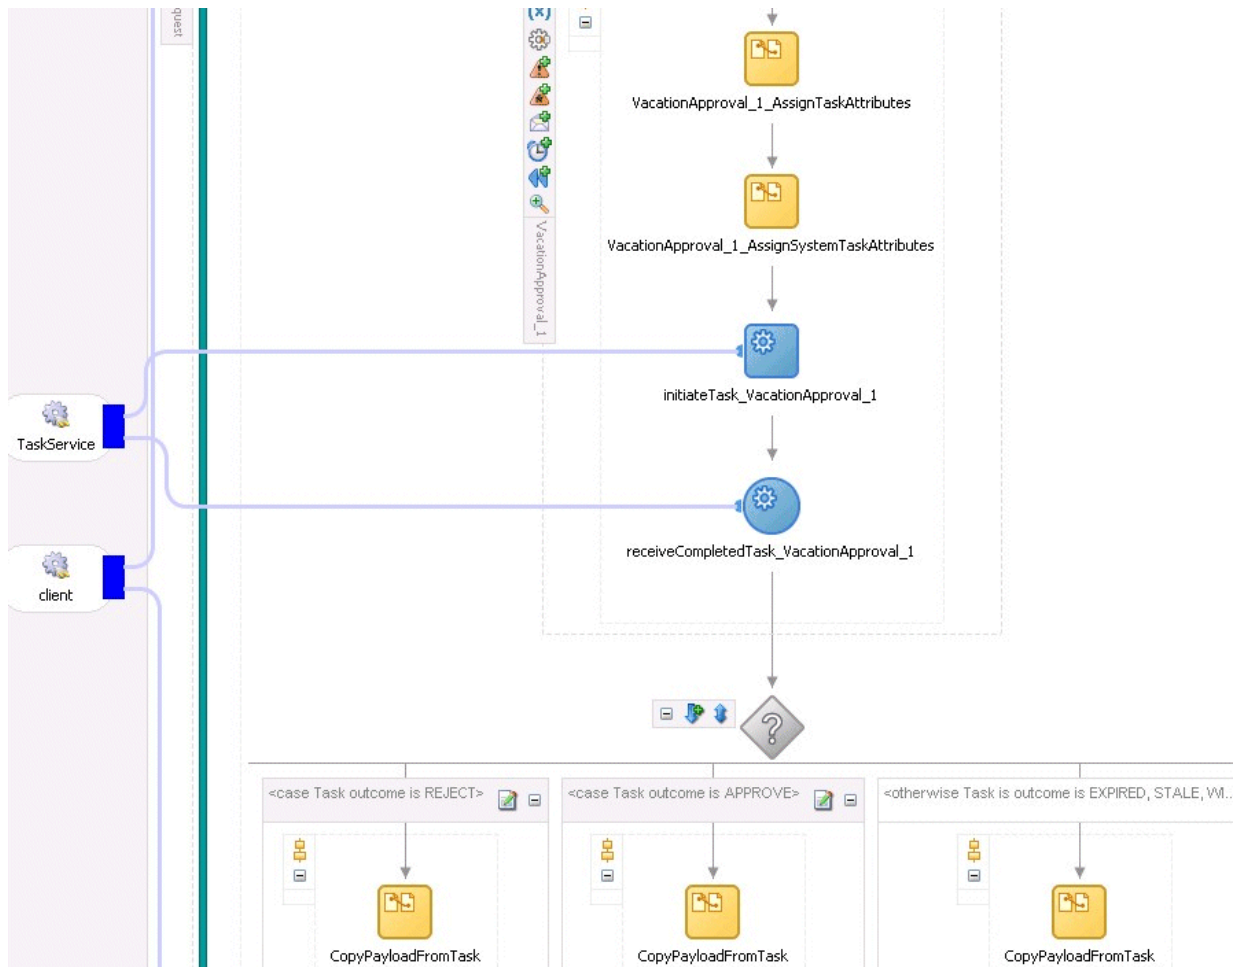 quest
VacationApproval_1_AssignTaskAttributes
VacationApproval_1_AssignSystemTaskAttributes
VacationApproval_1
initiateTask_VacationApproval_1
TaskService
receiveCompletedTask_VacationApproval_1
client
<case Task outcome is REJECT>
<case Task outcome is APPROVE>
<otherwise Task is outcome is EXPIRED, STALE, WI...
CopyPayloadFromTask
CopyPayloadFromTask
CopyPayloadFromTask